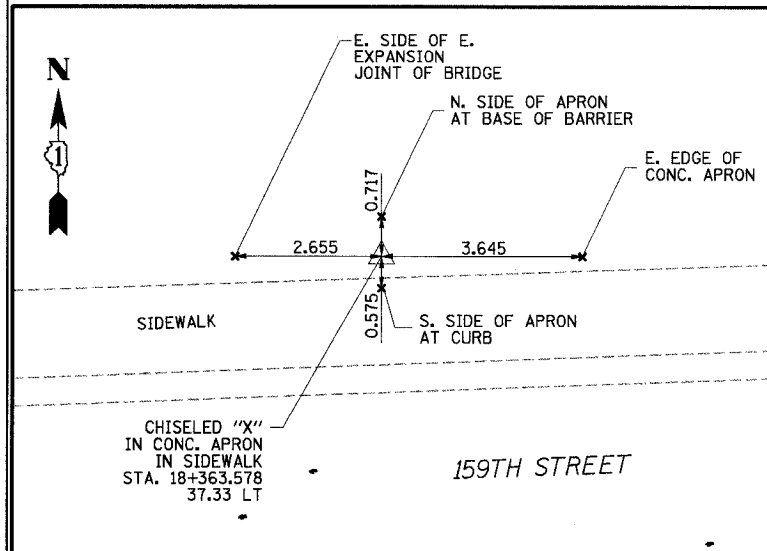 E. SIDE OF E.
EXPANSION
JOINT OF BRIDGE
N
N. SIDE OF APRON
AT BASE OF BARRIER
1
E. EDGE OF
CONC. APRON
0.717
2.655
3.645
0.575
SIDEWALK
S. SIDE OF APRON
AT CURB
CHISELED "X"
IN CONC. APRON
IN SIDEWALK
STA. 18+363.578
37.33 LT
159TH STREET